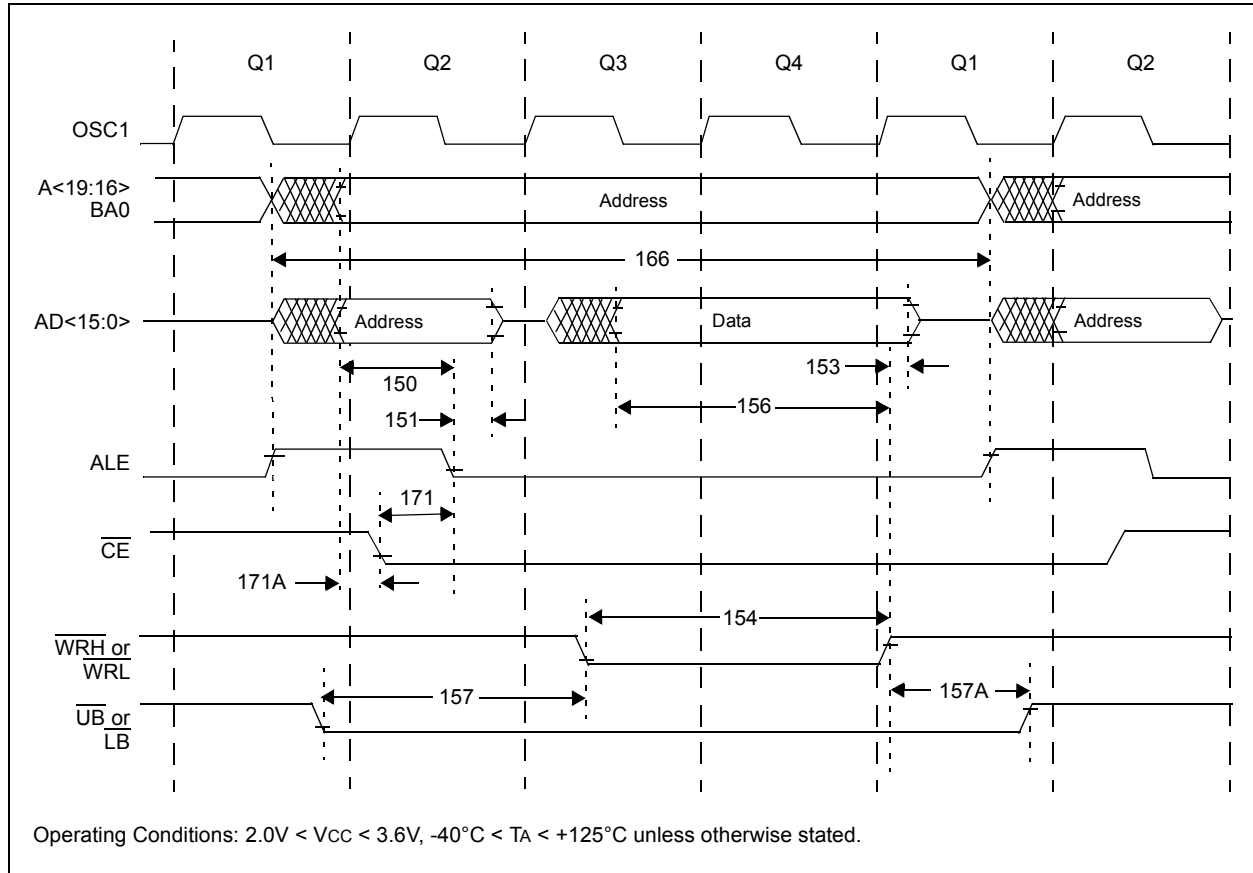 Q1 Q2 Q3 Q4 Q1 Q2
OSC1
A<19:16>
BA0
Address
Address
166
AD<15:0>
Address
Data
Address
150
153
151
156
ALE
171
CE
171A
154
WRH or
WRL
157
157A
UB or
LB
Operating Conditions: 2.0V < VCC < 3.6V, -40°C < TA < +125°C unless otherwise stated.